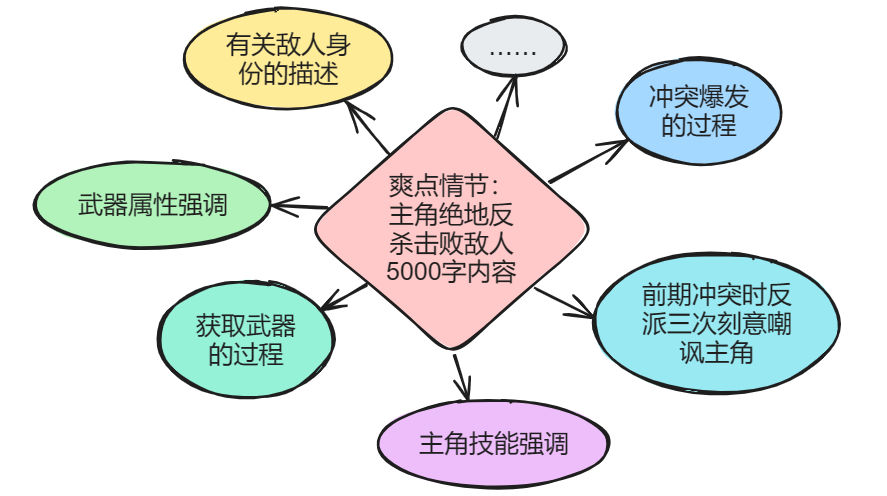 有关敌人身
份的描述
……
冲突爆发
的过程
武器属性强调
爽点情节：
主角绝地反
杀击败敌人
5000字内容
获取武器
的过程
前期冲突时反
派三次刻意嘲
讽主角
主角技能强调